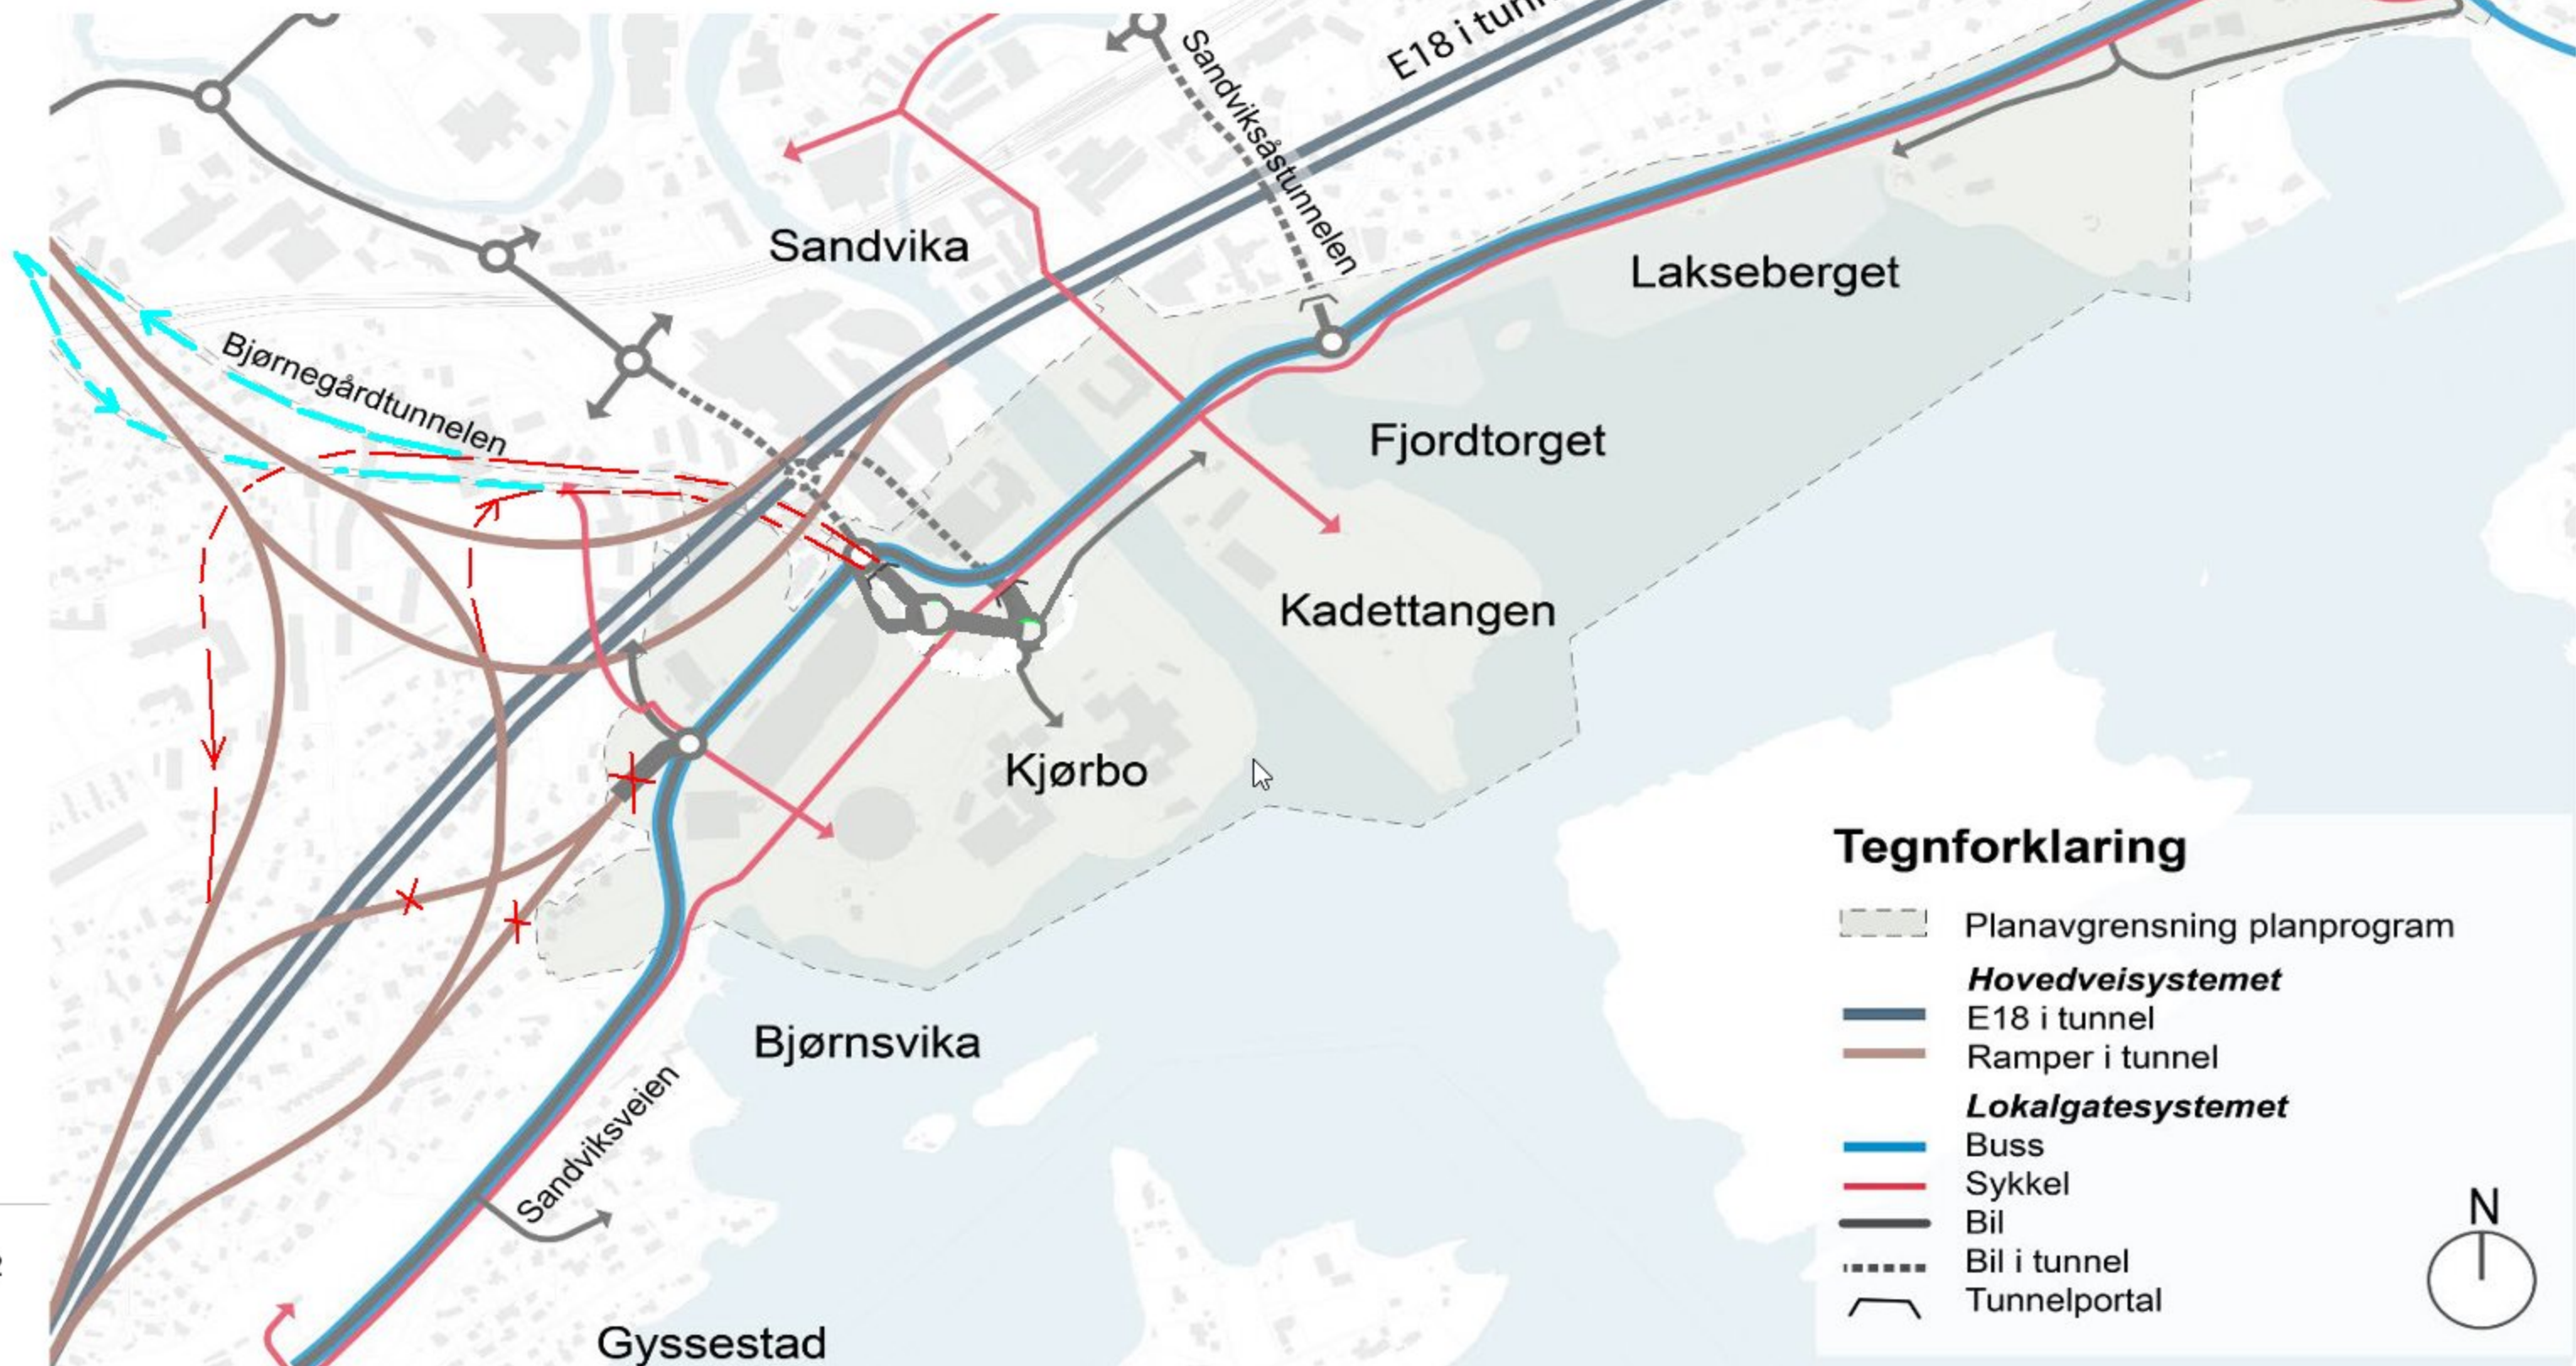 E18 i tunn
Sandviksåstunnelen
Sandvika
Lakseberget
Bjørnegårdtunnelen
Fjordtorget
Kadettangen
Kjørbo
Bjørnsvika
Sandviksveien
Gyssestad
Tegnforklaring
Planavgrensning planprogram
Hovedveisystemet
E18 i tunnel
Ramper i tunnel
Lokalgatesystemet
Buss
Sykkel
Bil
Bil i tunnel
Tunnelportal
N